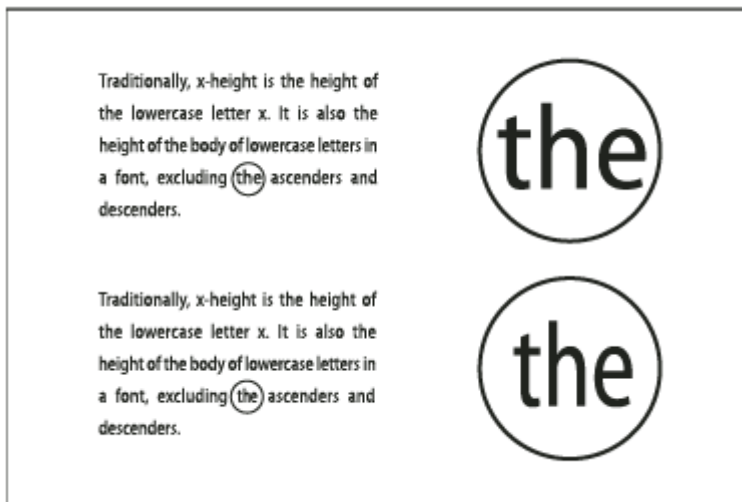 Traditionally, x-height is the height of
the lowercase letter x. It is also the
height of the body of lowercase letters in
a font, excluding the ascenders and
descenders.
the
Traditionally, x-height is the height of
the lowercase letter x. It is also the
height of the body of lowercase letters in
a font, excluding the ascenders and
descenders.
the